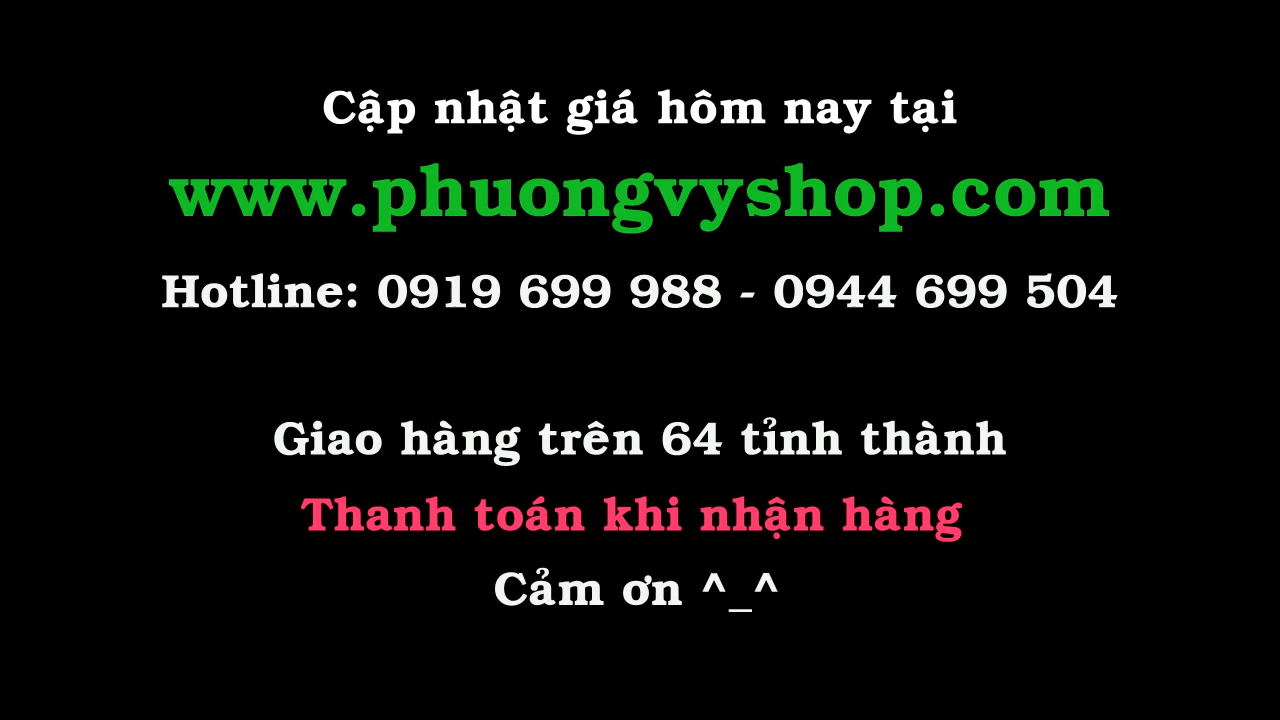 Cập nhật giá hôm nay tại
www.phuongvyshop.com
Hotline: 0919 699 988 - 0944 699 504
Giao hàng trên 64 tỉnh thành
Thanh toán khi nhận hàng
Cảm ơn ^_^